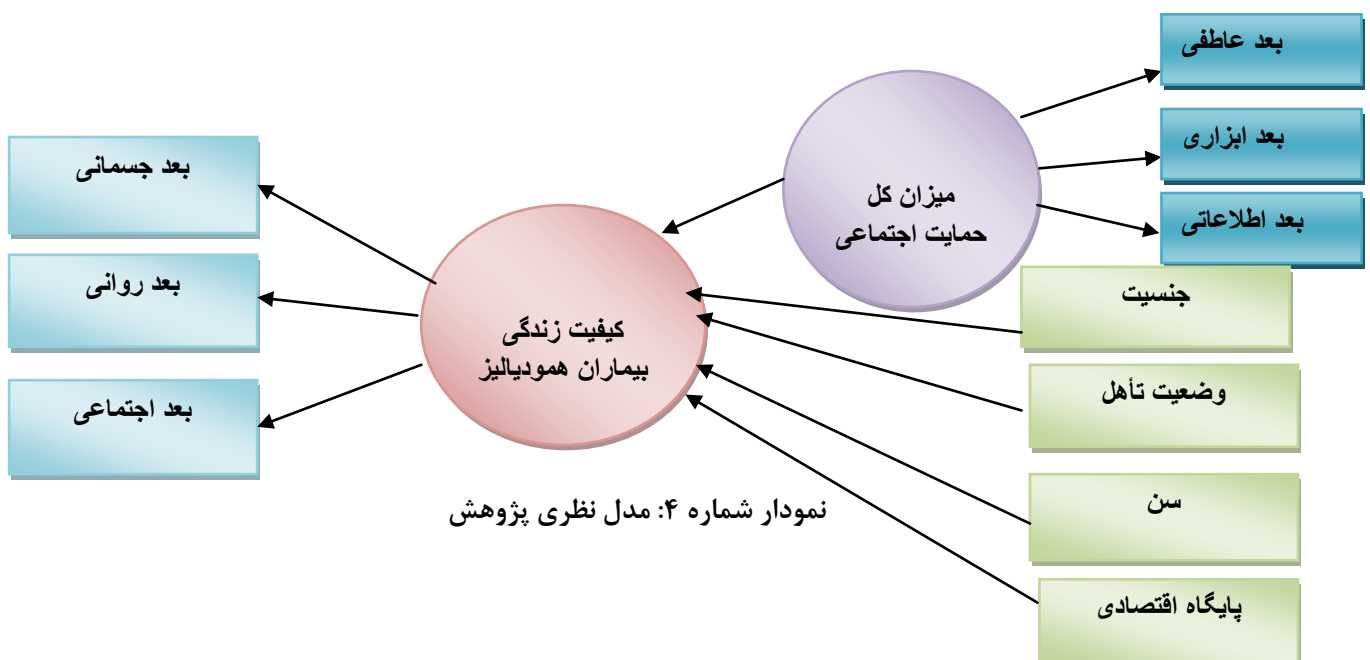 بعد عاطفی
بعد ابزاری
بعد اطلاعاتی
میزان کل
حمایت اجتماعی
جنسیت
وضعیت تأهل
سن
پایگاه اقتصادی
کیفیت زندگی
بیماران همودیالیز
بعد جسمانی
بعد روانی
بعد اجتماعی
نمودار شماره ۴: مدل نظری پژوهش